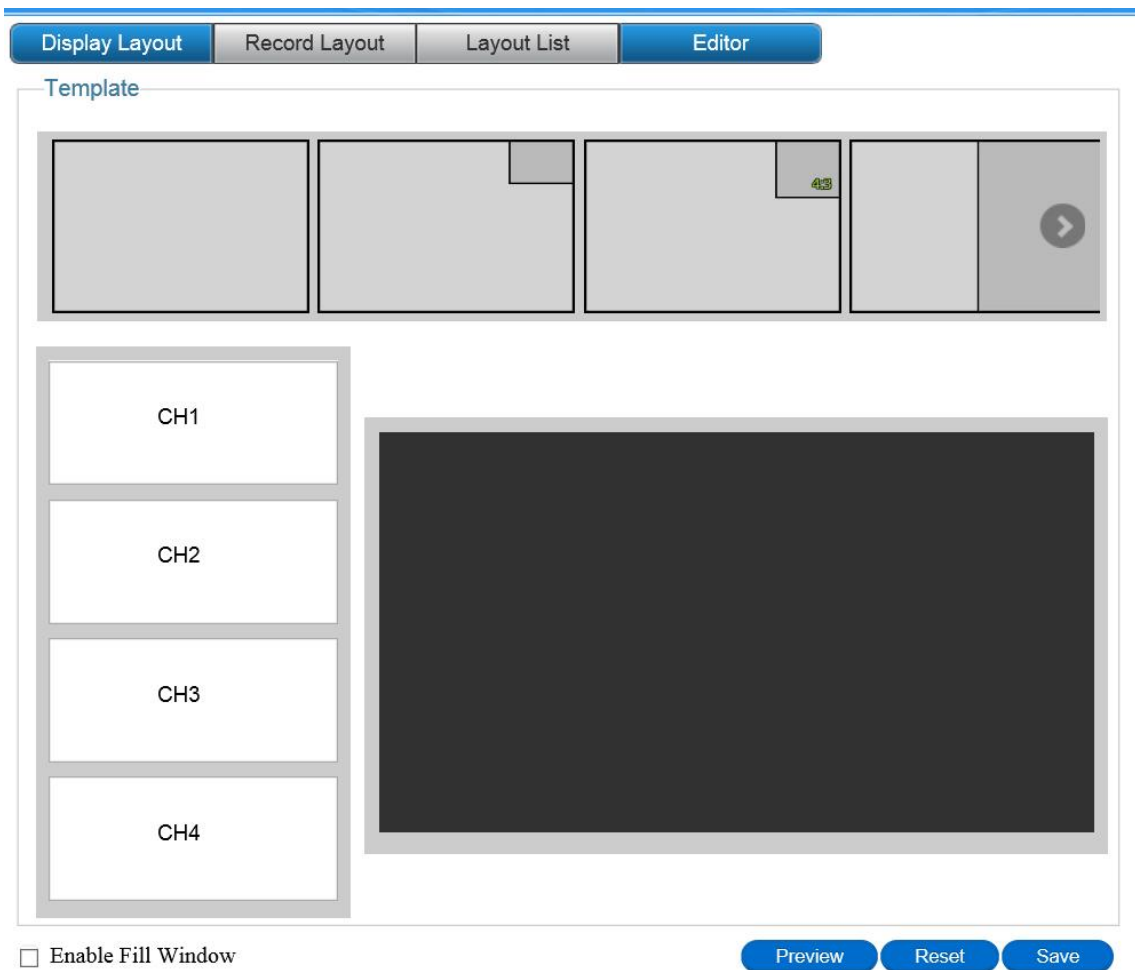 Display Layout Record Layout Layout List Editor
Template
4:3
CH1
CH2
CH3
CH4
Enable Fill Window Preview Reset Save